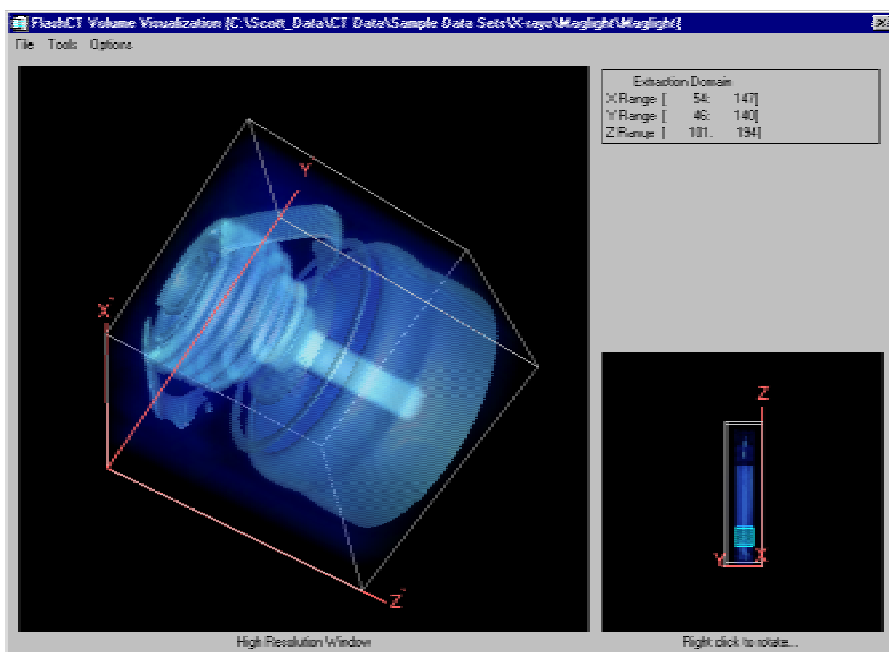 FlashCT Volume Visualization [C:\Scott_Data\CT Data\Sample Data Sets\X-rays\Maglight\Maglight]
File Tools Options
Extraction Domain
X Range [ 54: 147]
Y Range [ 46: 140]
Z Range [ 101: 194]
Y
X
Z
Z
Y X
High Resolution Window
Right click to rotate...